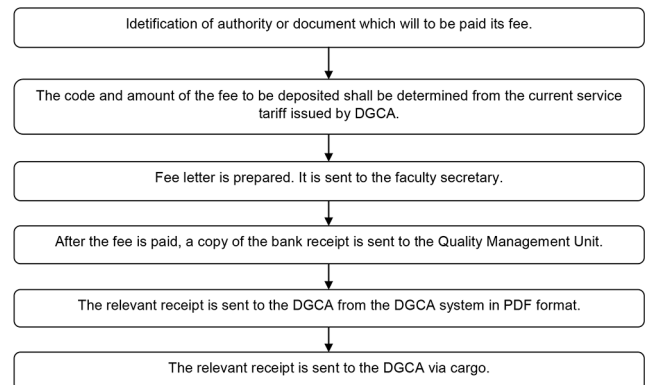 Idetification of authority or document which will to be paid its fee.
The code and amount of the fee to be deposited shall be determined from the current service
tariff issued by DGCA.
Fee letter is prepared. It is sent to the faculty secretary.
After the fee is paid, a copy of the bank receipt is sent to the Quality Management Unit.
The relevant receipt is sent to the DGCA from the DGCA system in PDF format.
The relevant receipt is sent to the DGCA via cargo.